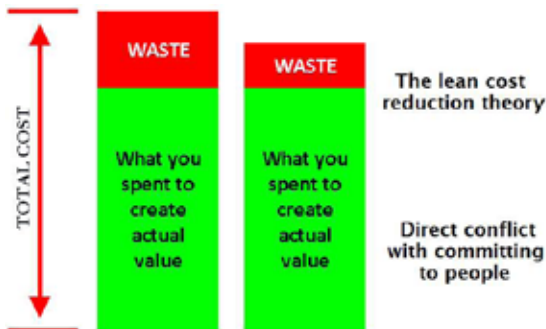 TOTAL COST
WASTE
What you
spent to
create
actual
value
WASTE
What you
spent to
create
actual
value
The lean cost
reduction theory
Direct conflict
with committing
to people